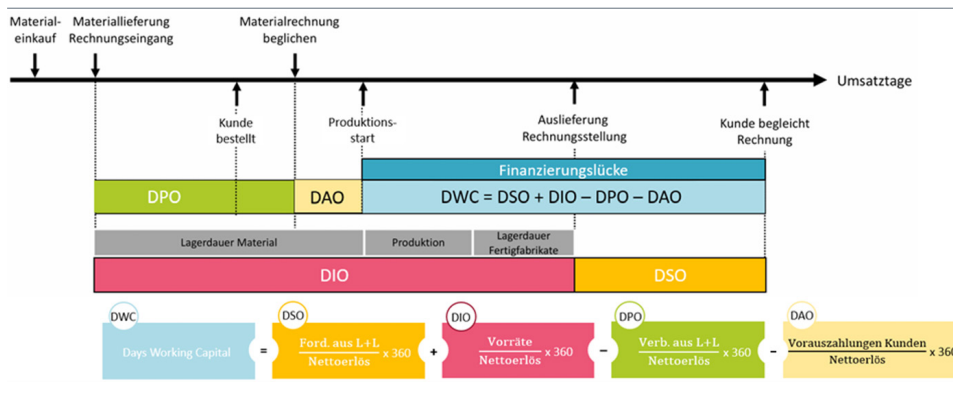 Material-
einkauf
Materiallieferung
Rechnungseingang
Materialrechnung
beglichen
Umsatztage
Kunde
bestellt
Produktions-
start
Auslieferung
Rechnungsstellung
Kunde begleicht
Rechnung
Finanzierungslücke
DPO
DAO
DWC = DSO + DIO – DPO – DAO
Lagerdauer Material
Produktion
Lagerdauer
Fertigfabrikate
DIO
DSO
DWC
Days Working Capital
=
DSO
Ford. aus L+L
Nettoerlös
x 360
+
DIO
Vorräte
Nettoerlös
x 360
–
DPO
Verb. aus L+L
Nettoerlös
x 360
-
DAO
Vorauszahlungen Kunden
Nettoerlös
x 360